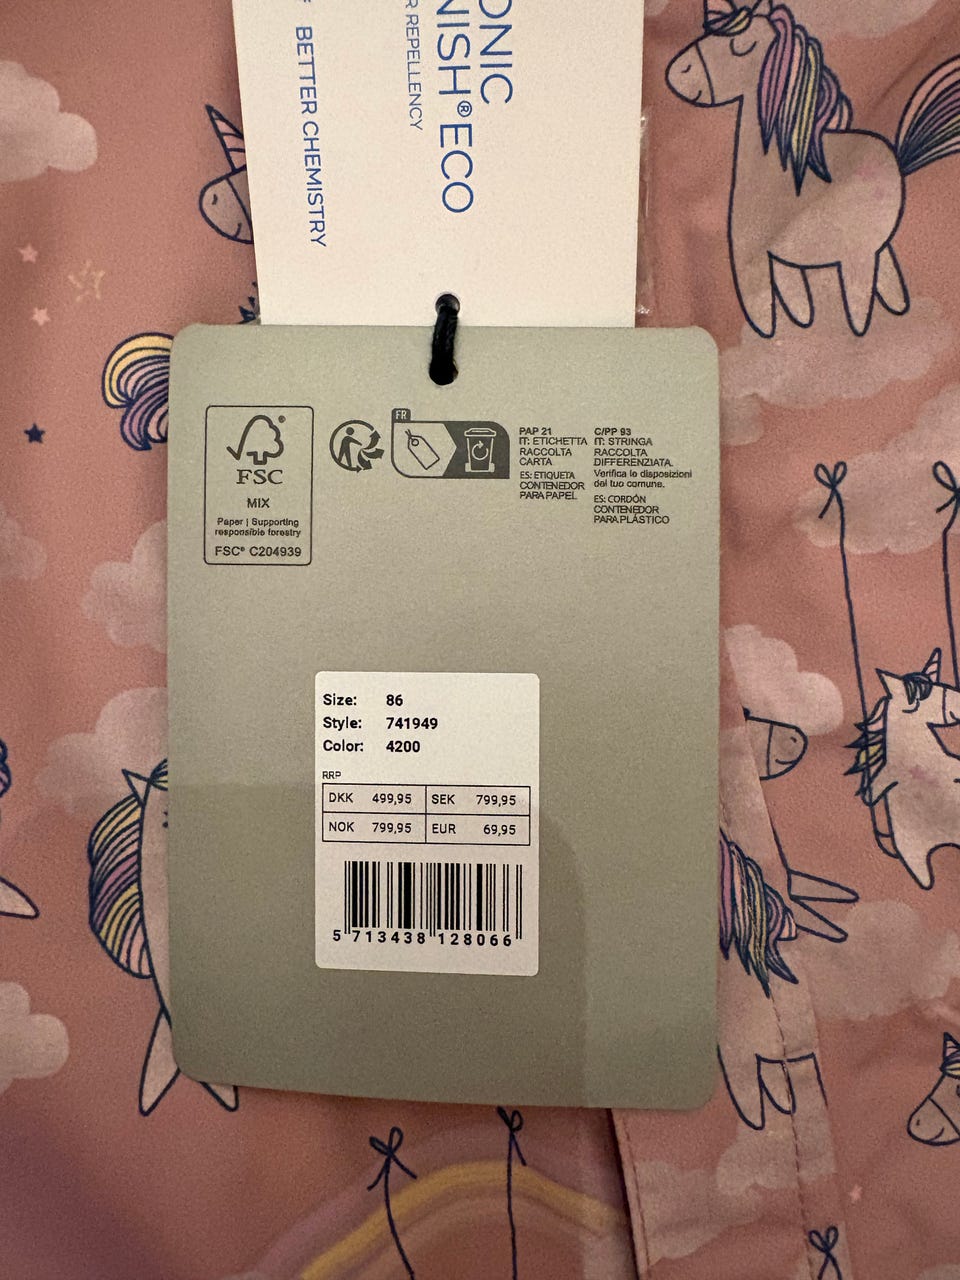 ONIC
NISH®ECO
R REPELLENCY
BETTER CHEMISTRY
FSC
MIX
Paper | Supporting
responsible forestry
FSC® C204939
FR
PAP 21
IT: ETICHETTA
RACCOLTA
CARTA
ES: ETIQUETA
CONTENEDOR
PARA PAPEL
C/PP 93
IT: STRINGA
RACCOLTA
DIFFERENZIATA.
Verifica le disposizioni
del tuo comune.
ES: CORDÓN
CONTENEDOR
PARA PLÁSTICO
Size: 86
Style: 741949
Color: 4200
RRP
DKK 499,95 SEK 799,95
NOK 799,95 EUR 69,95
5 713438 128066